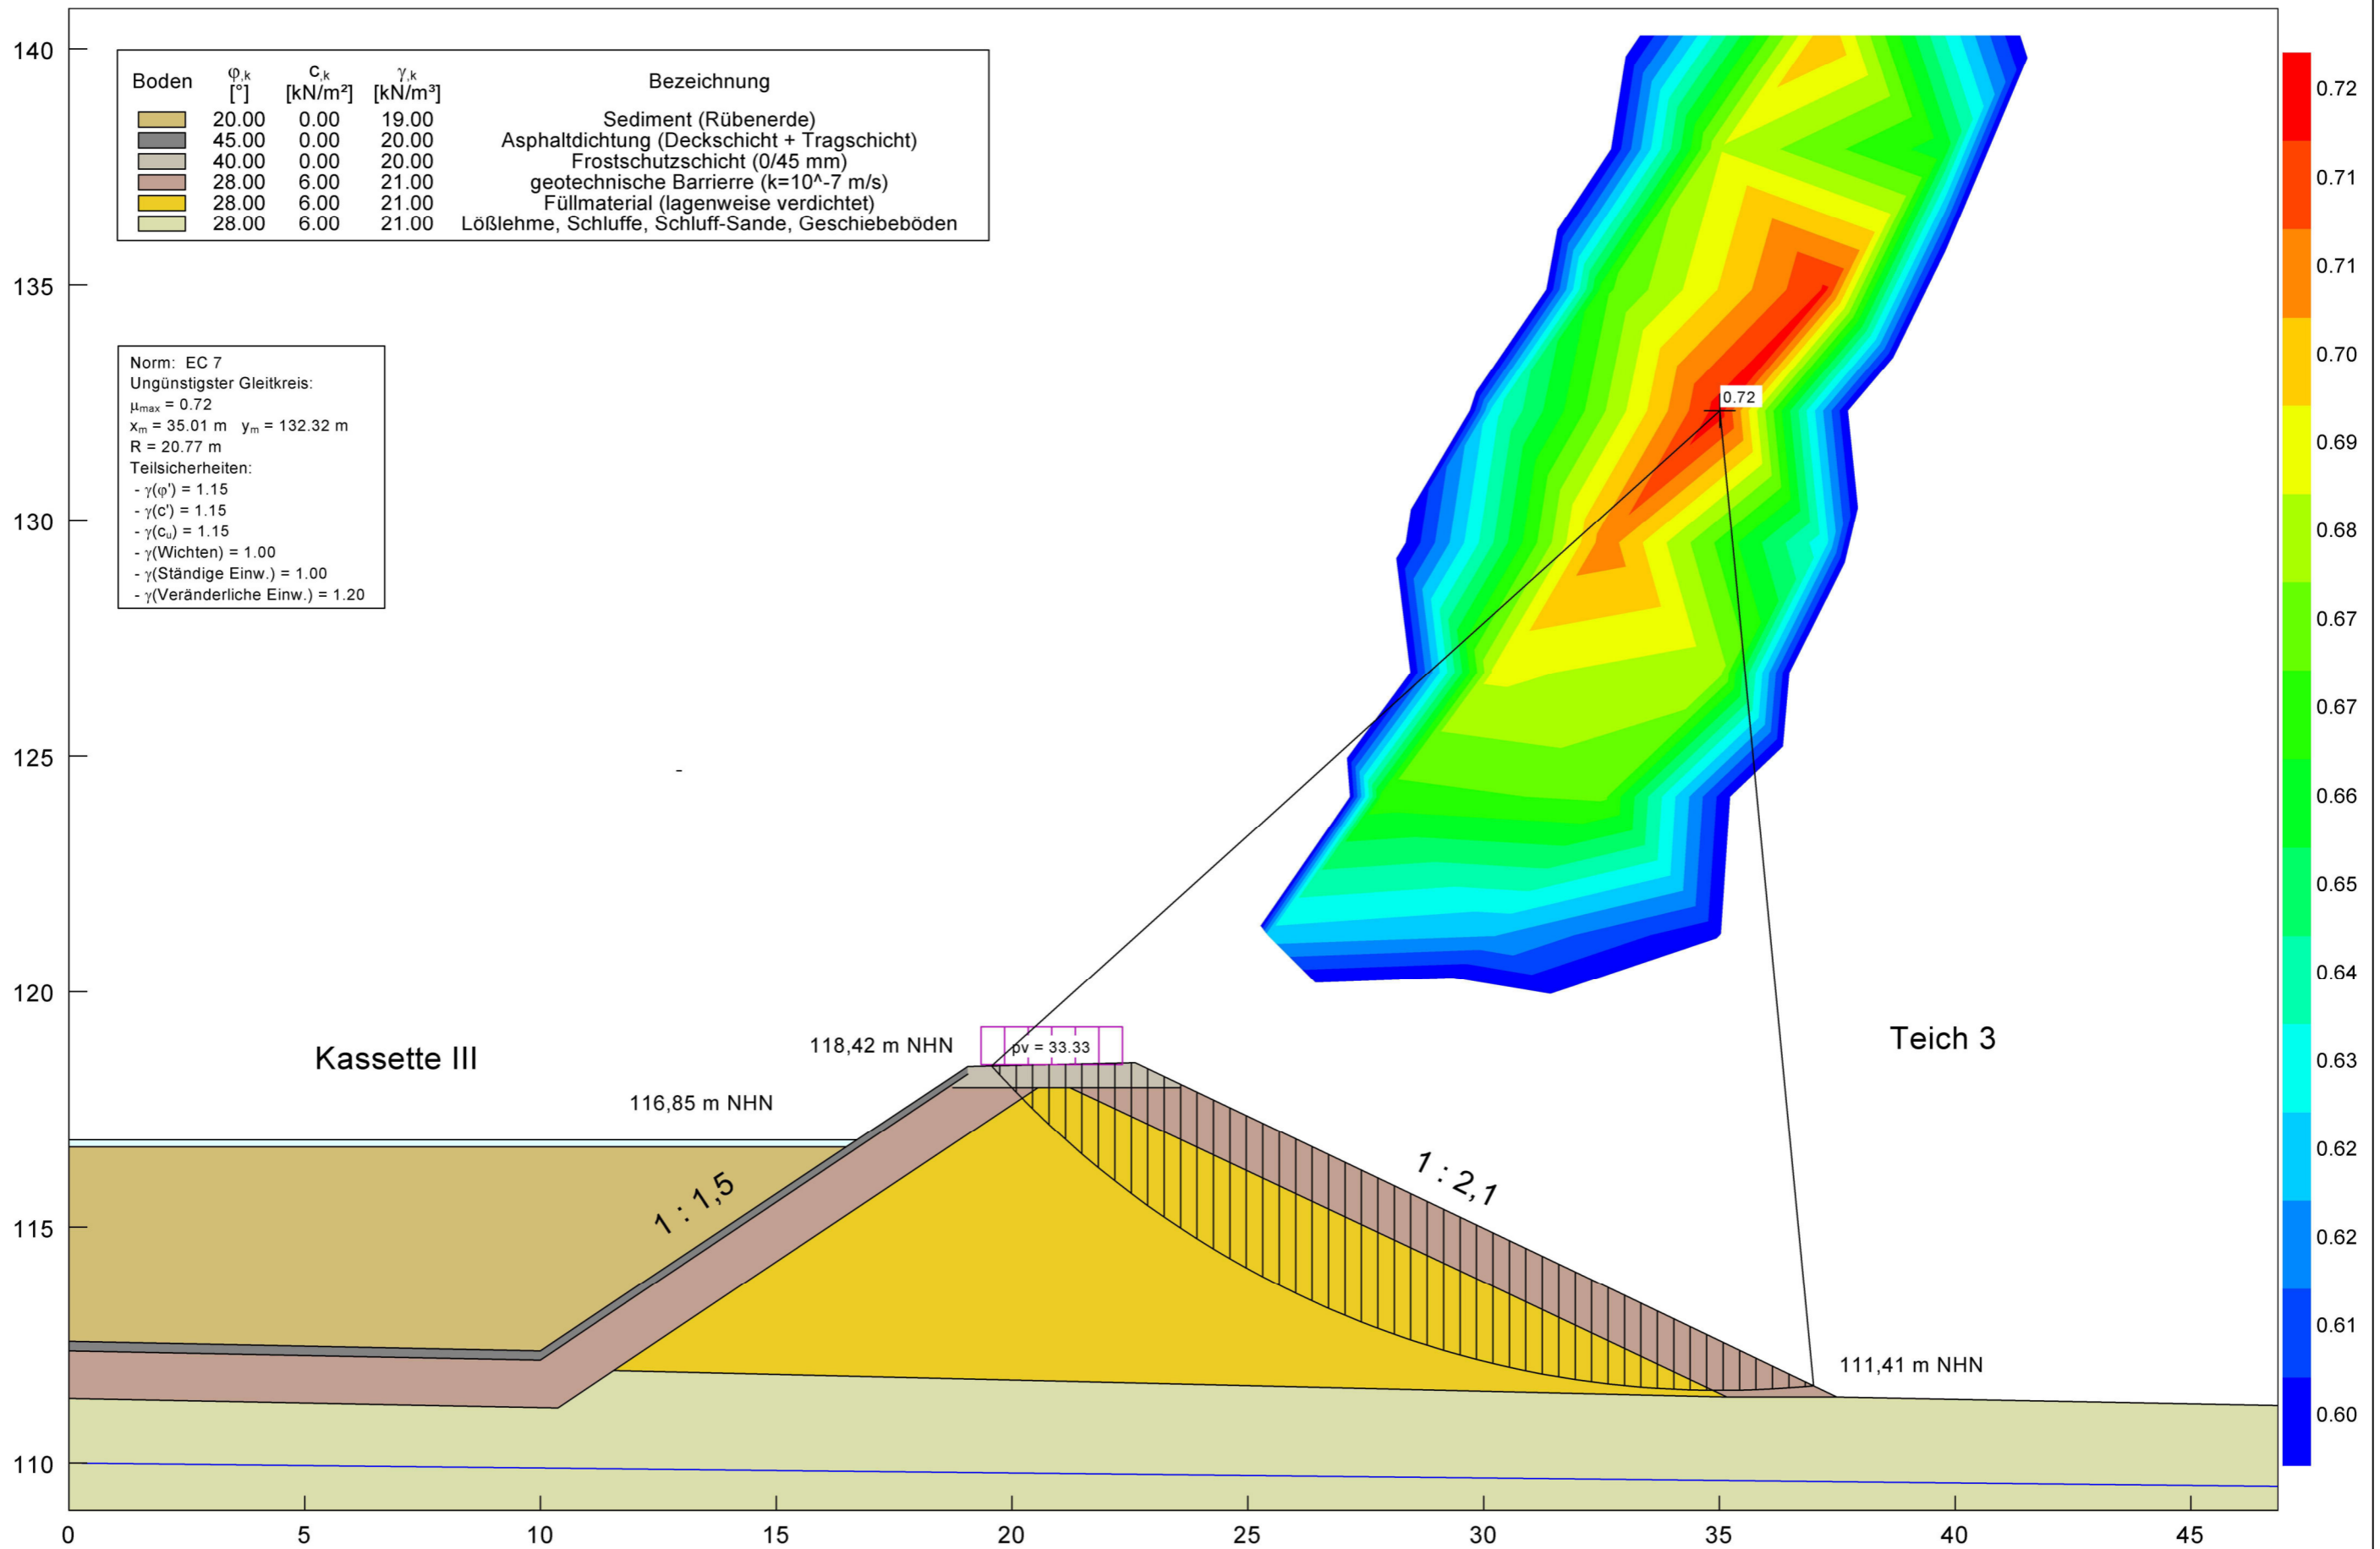 140
135
130
125
120
115
110
Boden φ,k c,k γ,k Bezeichnung
[°] [kN/m²] [kN/m³]
20.00 0.00 19.00 Sediment (Rübenerde)
45.00 0.00 20.00 Asphaltdichtung (Deckschicht + Tragschicht)
40.00 0.00 20.00 Frostschutzschicht (0/45 mm)
28.00 6.00 21.00 geotechnische Barrierre (k=10^-7 m/s)
28.00 6.00 21.00 Füllmaterial (lagenweise verdichtet)
28.00 6.00 21.00 Lößlehme, Schluffe, Schluff-Sande, Geschiebeböden
Norm: EC 7
Ungünstigster Gleitkreis:
μmax = 0.72
xm = 35.01 m ym = 132.32 m
R = 20.77 m
Teilsicherheiten:
- γ(φ') = 1.15
- γ(c') = 1.15
- γ(cu) = 1.15
- γ(Wichten) = 1.00
- γ(Ständige Einw.) = 1.00
- γ(Veränderliche Einw.) = 1.20
0.72
-
Kassette III
118,42 m NHN
pv = 33.33
Teich 3
116,85 m NHN
1 : 1,5
1 : 2,1
111,41 m NHN
0.72
0.71
0.71
0.70
0.69
0.68
0.67
0.67
0.66
0.65
0.64
0.63
0.62
0.62
0.61
0.60
0 5 10 15 20 25 30 35 40 45